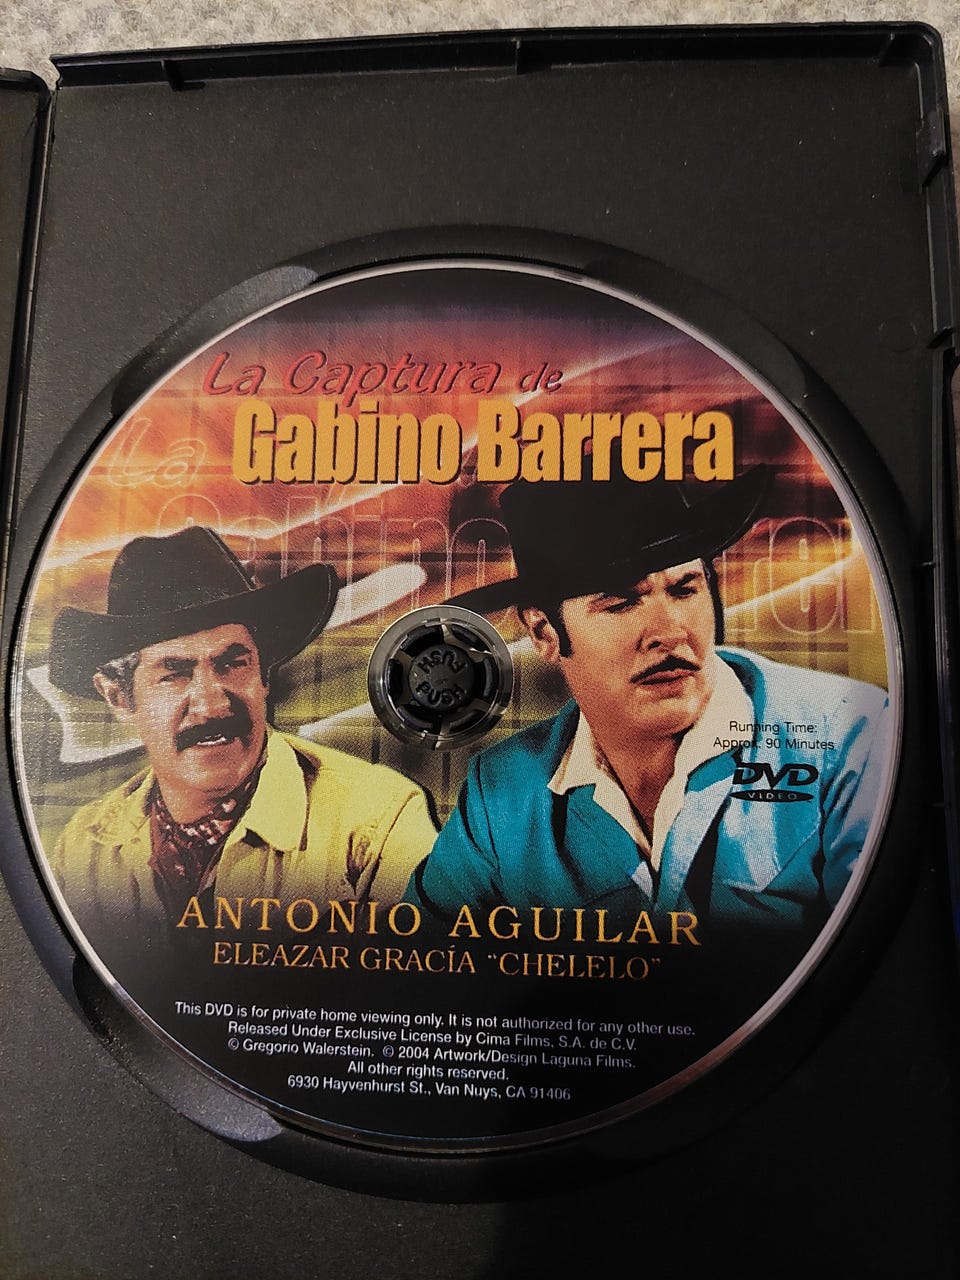 La Captura de
Gabino Barrera
La
PUSH
PUSH
Running Time:
Approx. 90 Minutes
DVD
VIDEO
ANTONIO AGUILAR
ELEAZAR GRACÍA "CHELELO"
This DVD is for private home viewing only. It is not authorized for any other use.
Released Under Exclusive License by Cima Films, S.A. de C.V.
© Gregorio Walerstein. © 2004 Artwork/Design Laguna Films.
All other rights reserved.
6930 Hayvenhurst St., Van Nuys, CA 91406